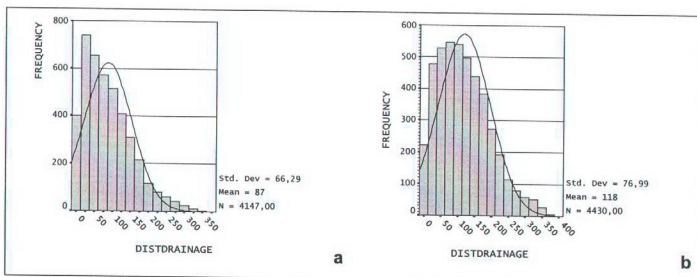 FREQUENCY
800
600
400
200
0
0 50 100 150 200 250 300 350
DISTDRAINAGE
Std. Dev = 66,29
Mean = 87
N = 4147,00
a
FREQUENCY
600
500
400
300
200
100
0
0 50 100 150 200 250 300 350 400
DISTDRAINAGE
Std. Dev = 76,99
Mean = 118
N = 4430,00
b